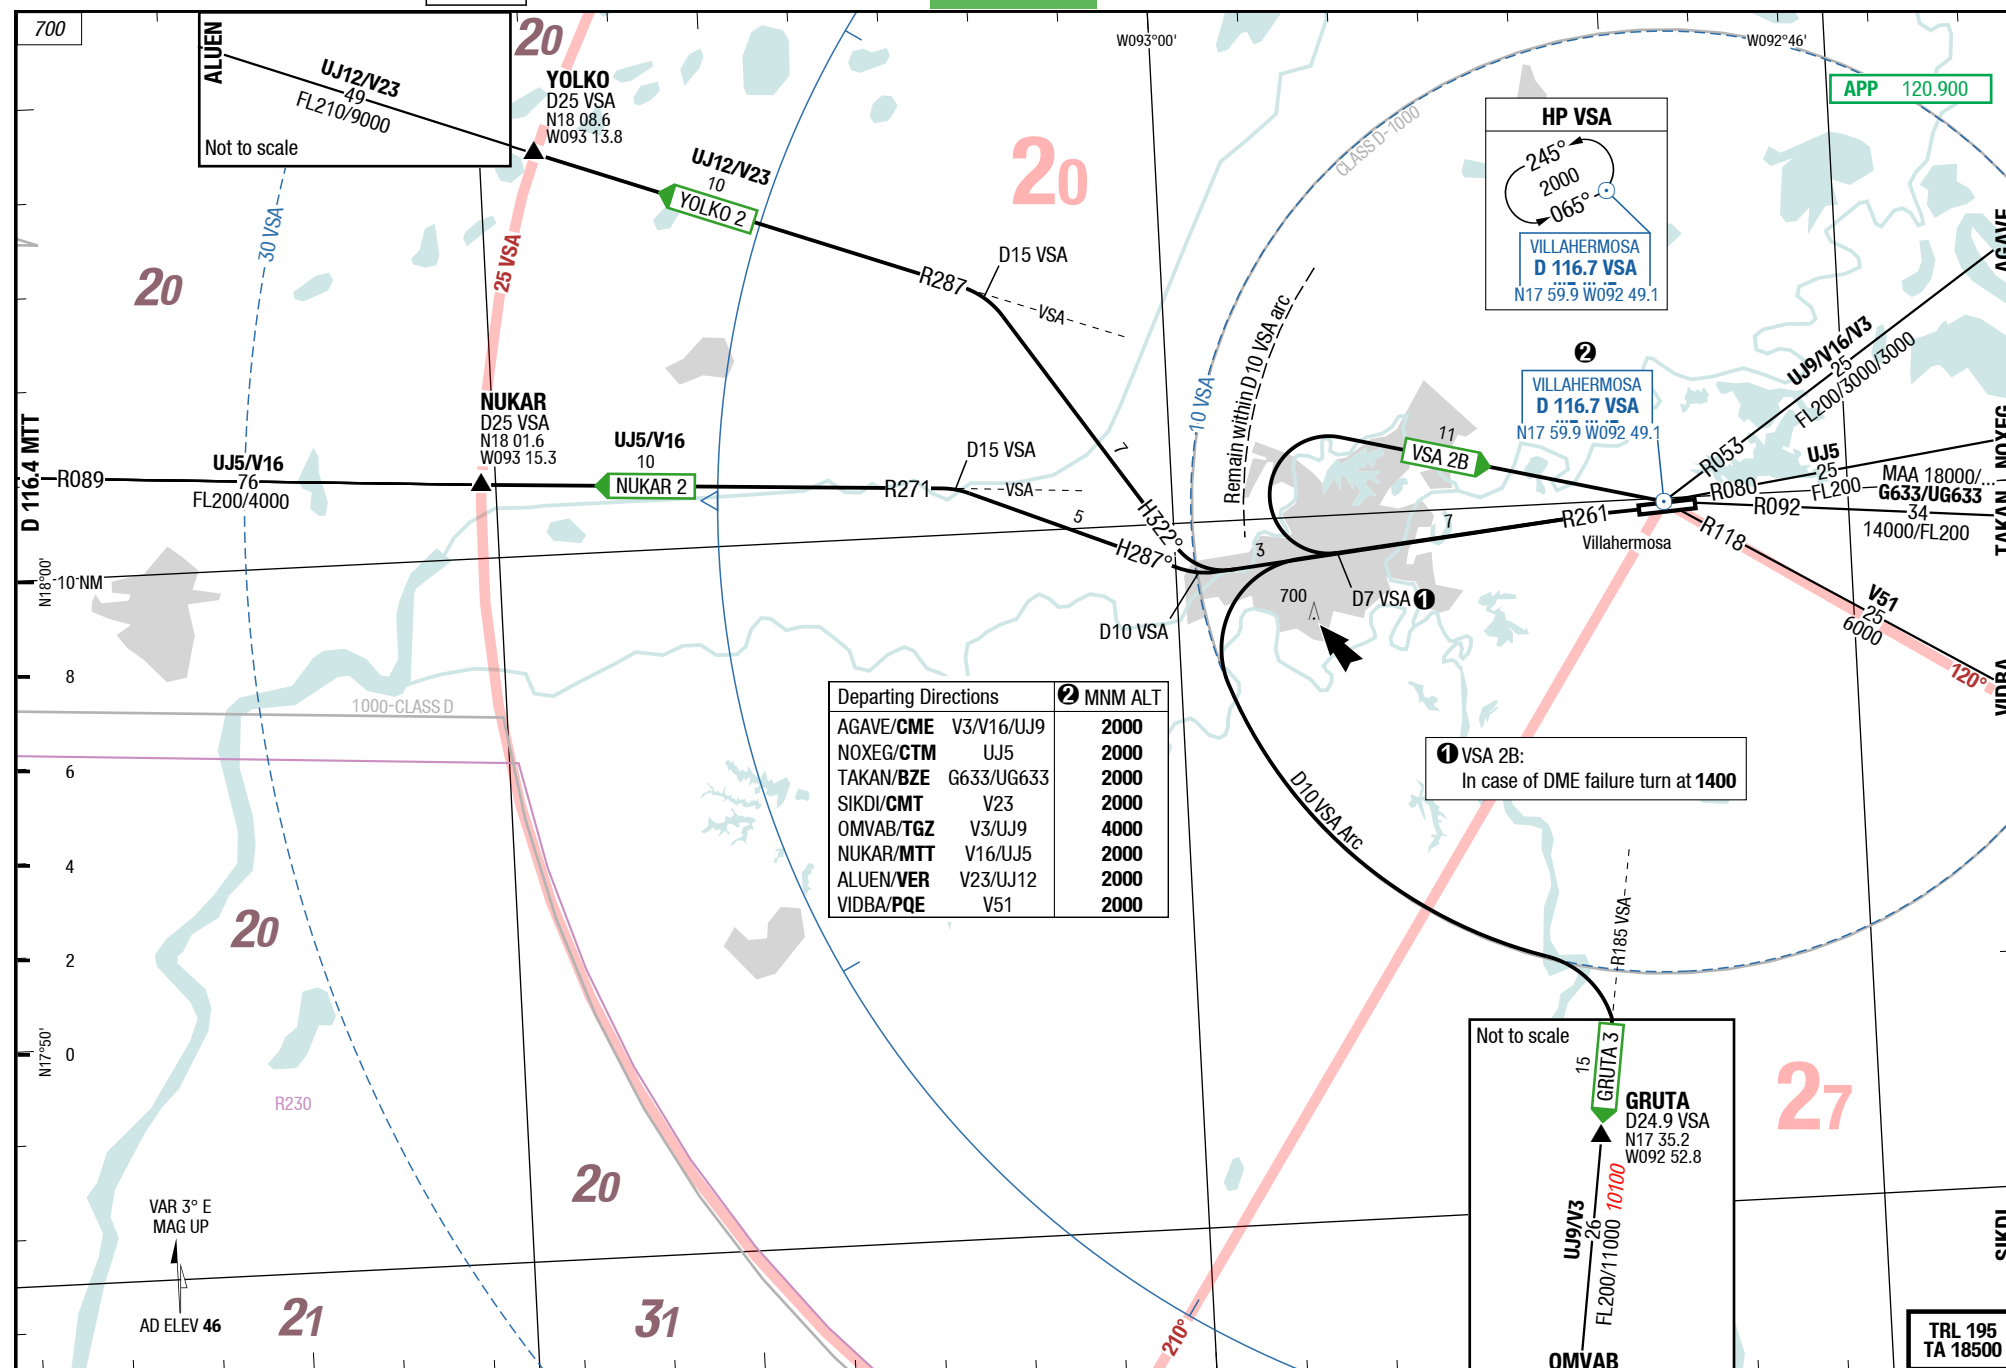 700
ALUEN
UJ12/V23
49
FL210/9000
Not to scale
20
YOLKO
D25 VSA
N18 08.6
W093 13.8
UJ12/V23
10
YOLKO 2
30 VSA
25 VSA
20
R287
D15 VSA
VSA
20
W093°00'
W092°46'
CLASS D-1000
APP 120.900
HP VSA
245°
2000
065°
VILLAHERMOSA
D 116.7 VSA
N17 59.9 W092 49.1
AGAVE
UJ9/V16/V3
25
FL200/3000/3000
Remain within D10 VSA arc
10 VSA
2
VILLAHERMOSA
D 116.7 VSA
N17 59.9 W092 49.1
NUKAR
D25 VSA
N18 01.6
W093 15.3
D 116.4 MTT
R089
UJ5/V16
76
FL200/4000
UJ5/V16
10
NUKAR 2
R271
D15 VSA
VSA
7
5
H322°
H287°
11
VSA 2B
3
7
R261
Villahermosa
R053
R080
UJ5
25
FL200
NOXEG
MAA 18000/...
G633/UG633
34
14000/FL200
R092
TAKAN
R118
V51
25
6000
120°
VIDBA
D10 VSA
700
D7 VSA 1
N18°00'
10 NM
8
6
4
2
0
N17°50'
1000-CLASS D
Departing Directions 2 MNM ALT
AGAVE/CME V3/V16/UJ9 2000
NOXEG/CTM UJ5 2000
TAKAN/BZE G633/UG633 2000
SIKDI/CMT V23 2000
OMVAB/TGZ V3/UJ9 4000
NUKAR/MTT V16/UJ5 2000
ALUEN/VER V23/UJ12 2000
VIDBA/PQE V51 2000
1 VSA 2B:
In case of DME failure turn at 1400
D10 VSA Arc
R185 VSA
20
R230
20
21
31
VAR 3° E
MAG UP
AD ELEV 46
210°
Not to scale
15
GRUTA 3
GRUTA
D24.9 VSA
N17 35.2
W092 52.8
UJ9/V3
26
10100
FL200/11000
OMVAB
27
SIKDI
TRL 195
TA 18500